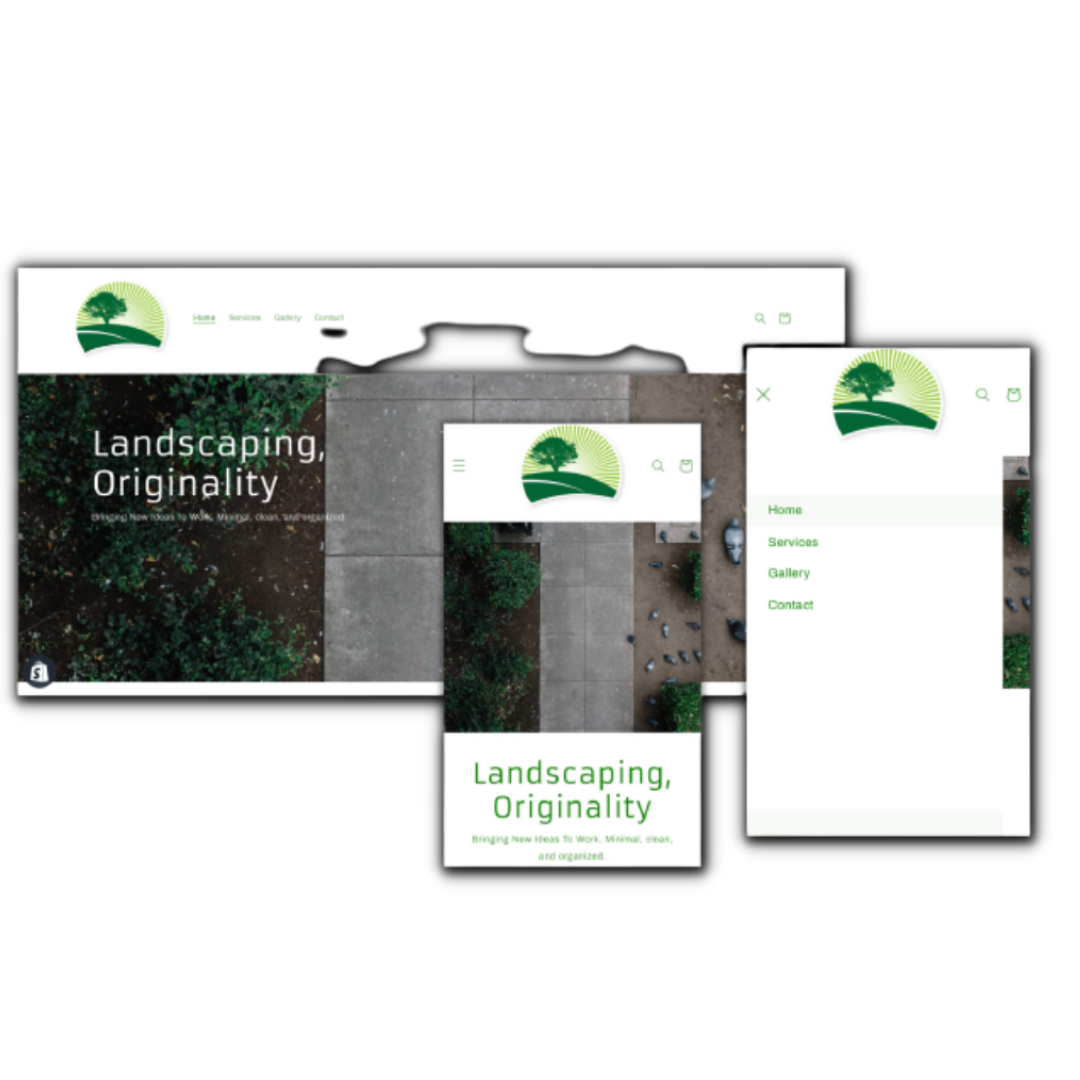 Home Services Gallery Contact
Landscaping,
Originality
Bringing New Ideas To Work. Minimal, clean, and organized.
Landscaping,
Originality
Bringing New Ideas To Work. Minimal, clean,
and organized.
Home
Services
Gallery
Contact